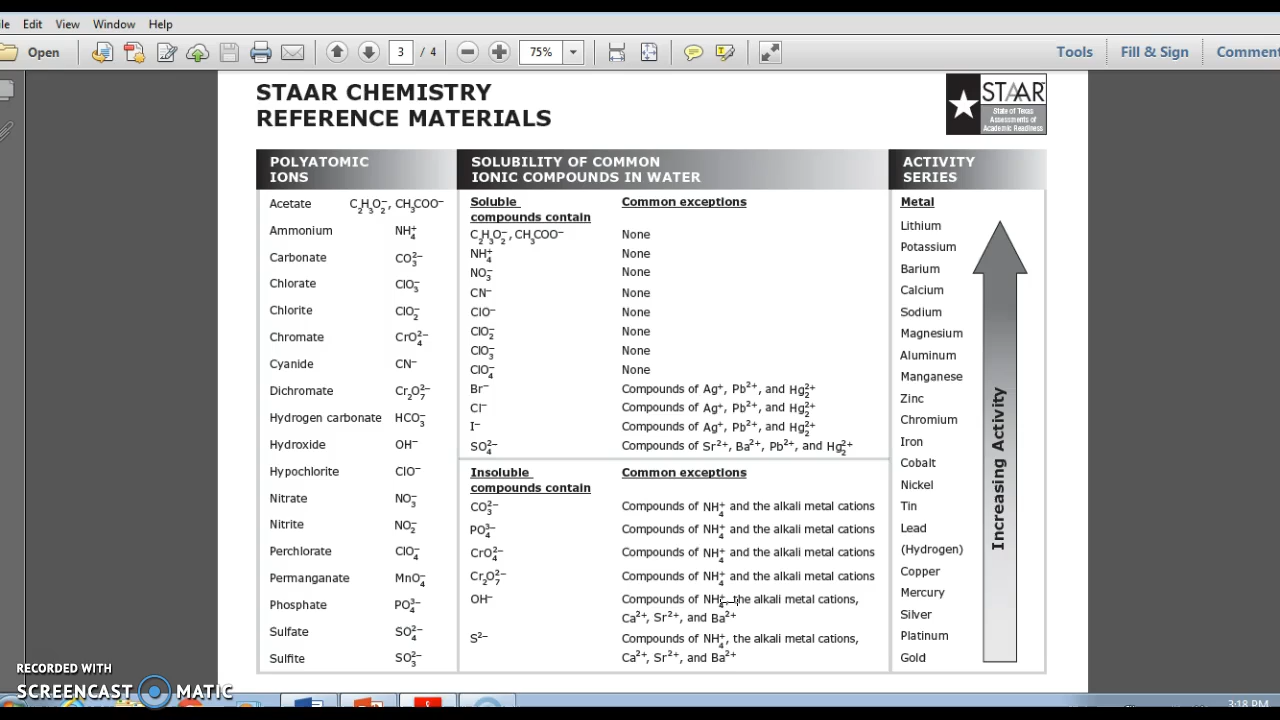 ile Edit View Window Help
Open 3 / 4 75% Tools Fill & Sign Comment
STAAR CHEMISTRY
REFERENCE MATERIALS
STAAR
State of Texas
Assessments of
Academic Readiness
POLYATOMIC
IONS
Acetate C₂H₃O₂⁻, CH₃COO⁻
Ammonium NH₄⁺
Carbonate CO₃²⁻
Chlorate ClO₃⁻
Chlorite ClO₂⁻
Chromate CrO₄²⁻
Cyanide CN⁻
Dichromate Cr₂O₇²⁻
Hydrogen carbonate HCO₃⁻
Hydroxide OH⁻
Hypochlorite ClO⁻
Nitrate NO₃⁻
Nitrite NO₂⁻
Perchlorate ClO₄⁻
Permanganate MnO₄⁻
Phosphate PO₄³⁻
Sulfate SO₄²⁻
Sulfite SO₃²⁻
SOLUBILITY OF COMMON
IONIC COMPOUNDS IN WATER
Soluble Common exceptions
compounds contain
C₂H₃O₂⁻, CH₃COO⁻ None
NH₄⁺ None
NO₃⁻ None
CN⁻ None
ClO⁻ None
ClO₂⁻ None
ClO₃⁻ None
ClO₄⁻ None
Br⁻ Compounds of Ag⁺, Pb²⁺, and Hg₂²⁺
Cl⁻ Compounds of Ag⁺, Pb²⁺, and Hg₂²⁺
I⁻ Compounds of Ag⁺, Pb²⁺, and Hg₂²⁺
SO₄²⁻ Compounds of Sr²⁺, Ba²⁺, Pb²⁺, and Hg₂²⁺
Insoluble Common exceptions
compounds contain
CO₃²⁻ Compounds of NH₄⁺ and the alkali metal cations
PO₄³⁻ Compounds of NH₄⁺ and the alkali metal cations
CrO₄²⁻ Compounds of NH₄⁺ and the alkali metal cations
Cr₂O₇²⁻ Compounds of NH₄⁺ and the alkali metal cations
OH⁻ Compounds of NH₄⁺, the alkali metal cations,
Ca²⁺, Sr²⁺, and Ba²⁺
S²⁻ Compounds of NH₄⁺, the alkali metal cations,
Ca²⁺, Sr²⁺, and Ba²⁺
ACTIVITY
SERIES
Metal
Lithium
Potassium
Barium
Calcium
Sodium
Magnesium
Aluminum
Manganese
Zinc
Chromium
Iron
Cobalt
Nickel
Tin
Lead
(Hydrogen)
Copper
Mercury
Silver
Platinum
Gold
Increasing Activity
RECORDED WITH
SCREENCAST MATIC
3:18 PM